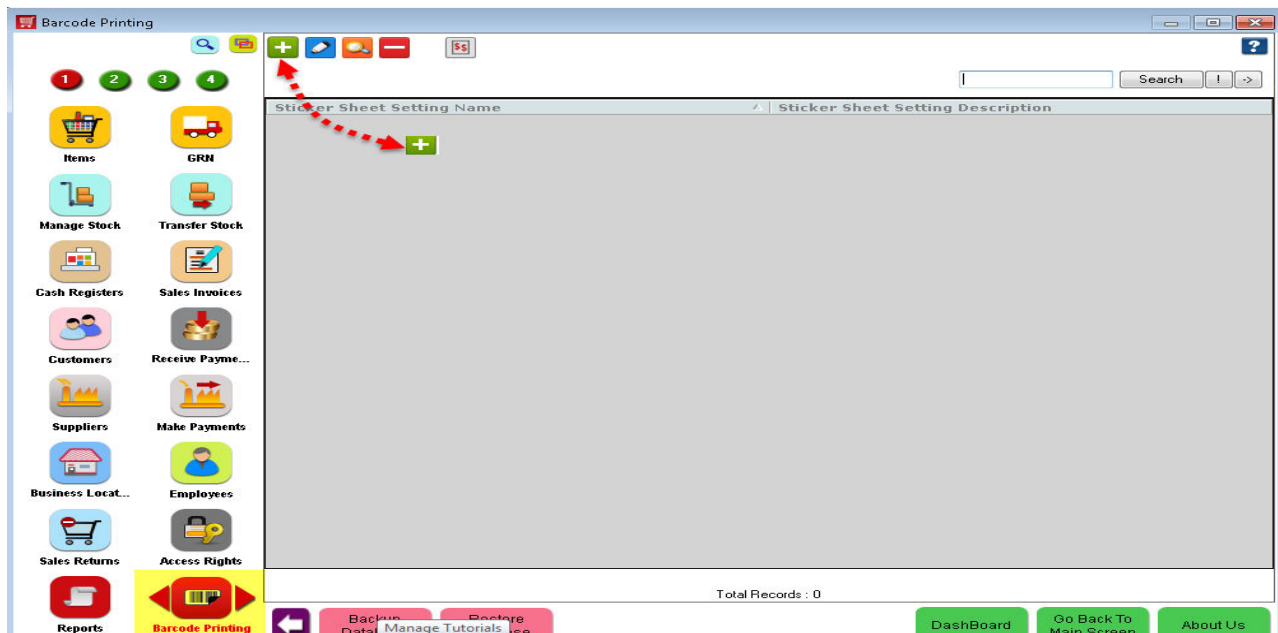 Barcode Printing
$s
?
1 2 3 4
Search ! ->
Sticker Sheet Setting Name
Sticker Sheet Setting Description
Items
GRN
Manage Stock
Transfer Stock
Cash Registers
Sales Invoices
Customers
Receive Payme...
Suppliers
Make Payments
Business Locat...
Employees
Sales Returns
Access Rights
Reports
Barcode Printing
Total Records : 0
Backup
Restore
Manage Tutorials
DashBoard
Go Back To
Main Screen
About Us